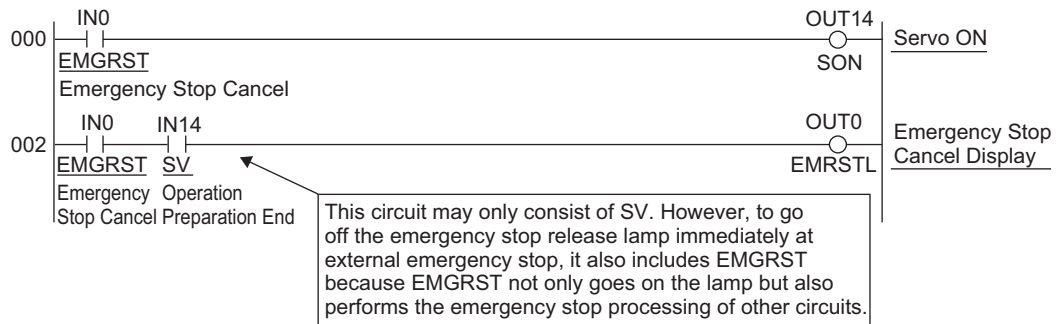 IN0 OUT14
000 Servo ON
EMGRST SON
Emergency Stop Cancel
IN0 IN14 OUT0
002 Emergency Stop
Cancel Display
EMGRST SV EMRSTL
Emergency Operation
Stop Cancel Preparation End
This circuit may only consist of SV. However, to go
off the emergency stop release lamp immediately at
external emergency stop, it also includes EMGRST
because EMGRST not only goes on the lamp but also
performs the emergency stop processing of other circuits.